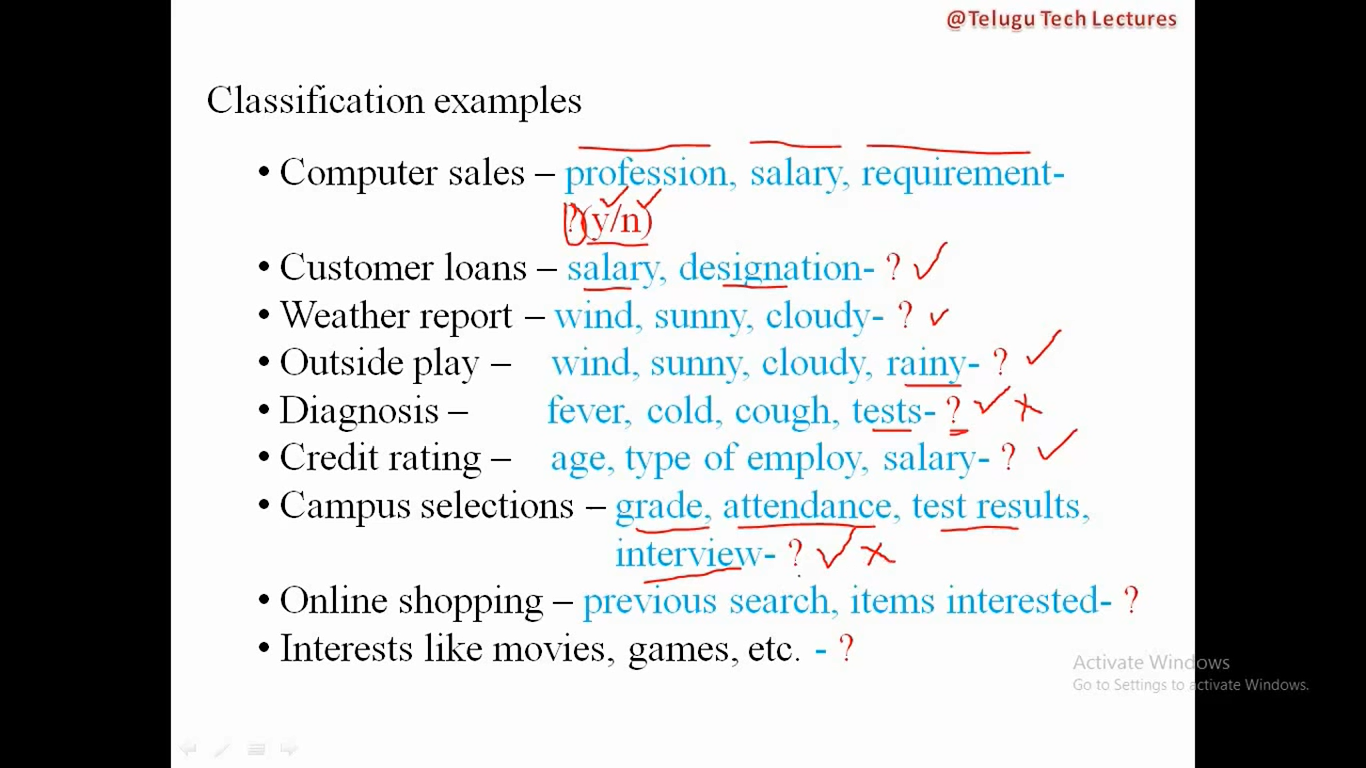 @Telugu Tech Lectures
Classification examples
• Computer sales – profession, salary, requirement-
?(y/n)
• Customer loans – salary, designation- ?
• Weather report – wind, sunny, cloudy- ?
• Outside play – wind, sunny, cloudy, rainy- ?
• Diagnosis – fever, cold, cough, tests- ?
• Credit rating – age, type of employ, salary- ?
• Campus selections – grade, attendance, test results,
interview- ?
• Online shopping – previous search, items interested- ?
• Interests like movies, games, etc. - ?
Activate Windows
Go to Settings to activate Windows.